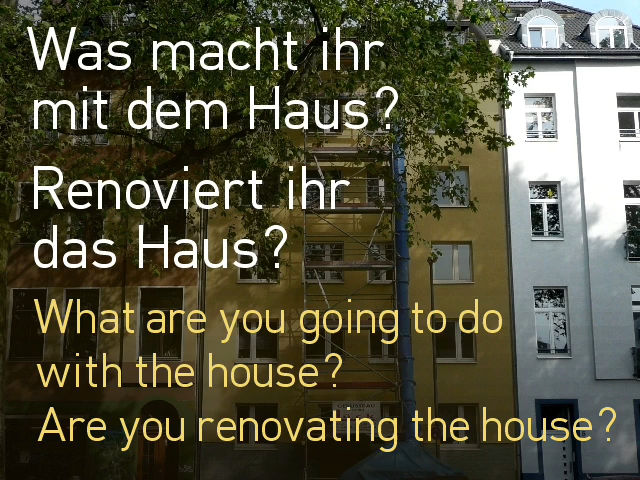 Was macht ihr
mit dem Haus?
Renoviert ihr
das Haus?
What are you going to do
with the house?
Are you renovating the house?